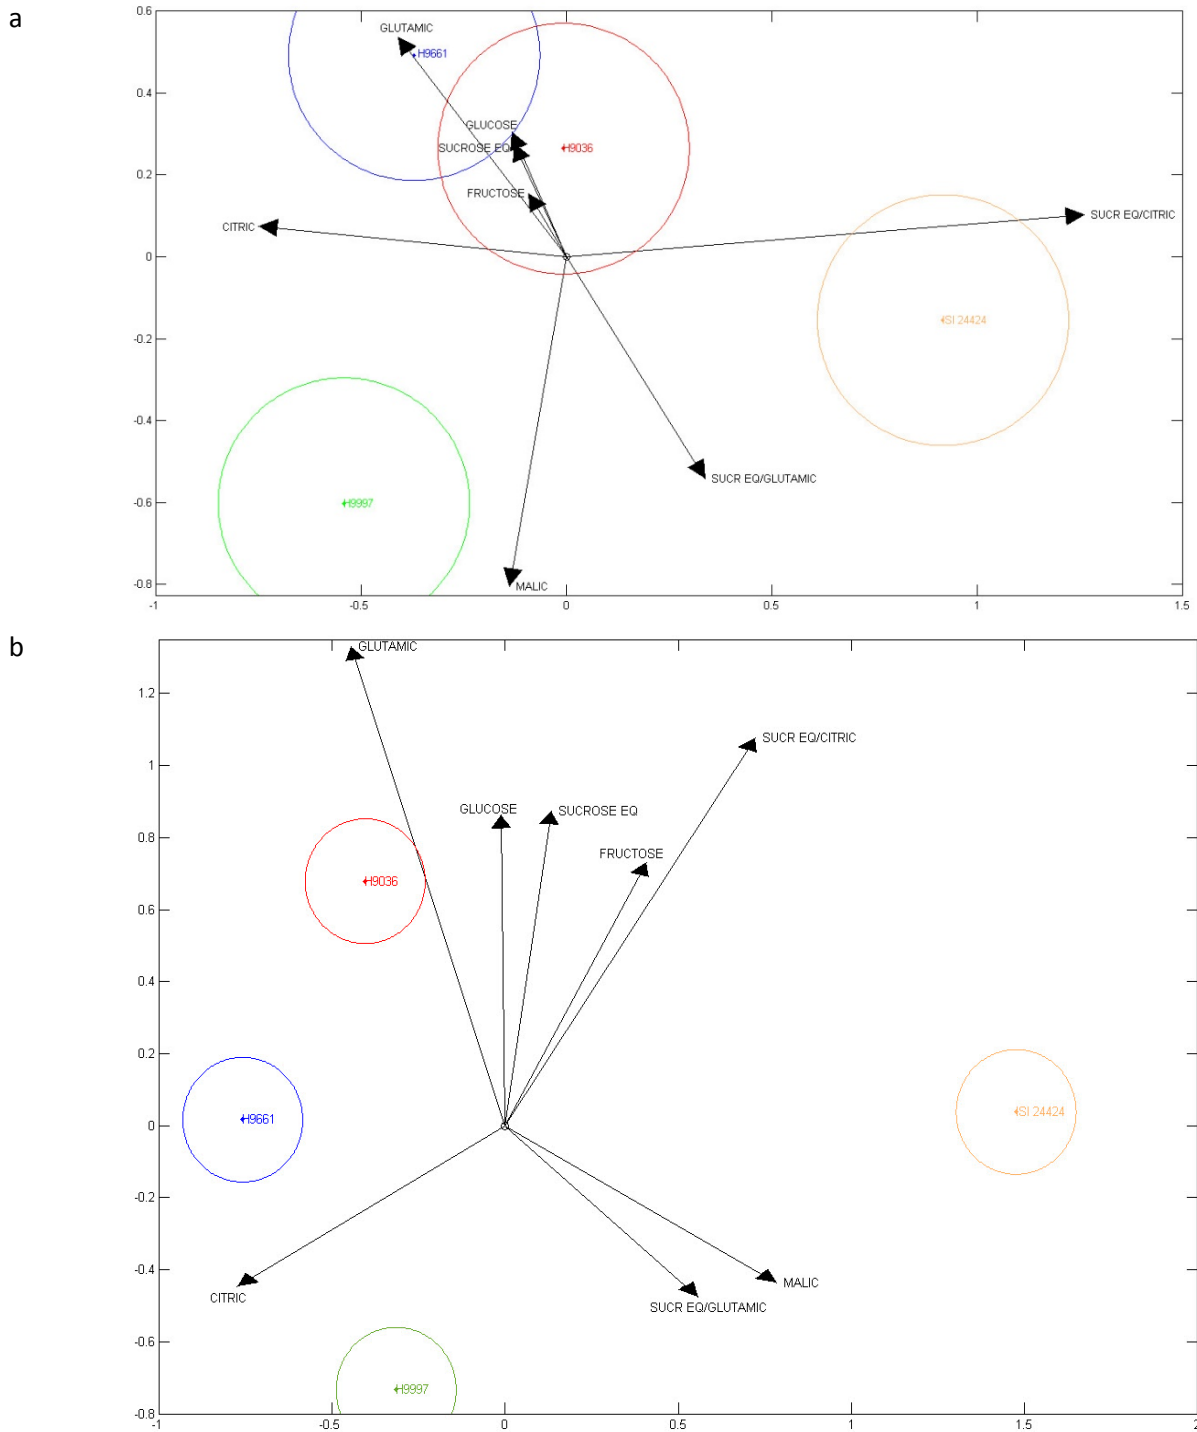 a
0.6
GLUTAMIC
H9661
0.4
GLUCOSE
SUCROSE EQ
H9036
0.2
FRUCTOSE
CITRIC
SUCR EQ/CITRIC
0
SI 24424
-0.2
-0.4
SUCR EQ/GLUTAMIC
-0.6
H9997
-0.8
MALIC
-1 -0.5 0 0.5 1 1.5
b
GLUTAMIC
1.2
SUCR EQ/CITRIC
1
GLUCOSE
SUCROSE EQ
0.8
FRUCTOSE
H9036
0.6
0.4
0.2
H9661
SI 24424
0
-0.2
-0.4
CITRIC
MALIC
SUCR EQ/GLUTAMIC
-0.6
H9997
-0.8
-1 -0.5 0 0.5 1 1.5 2